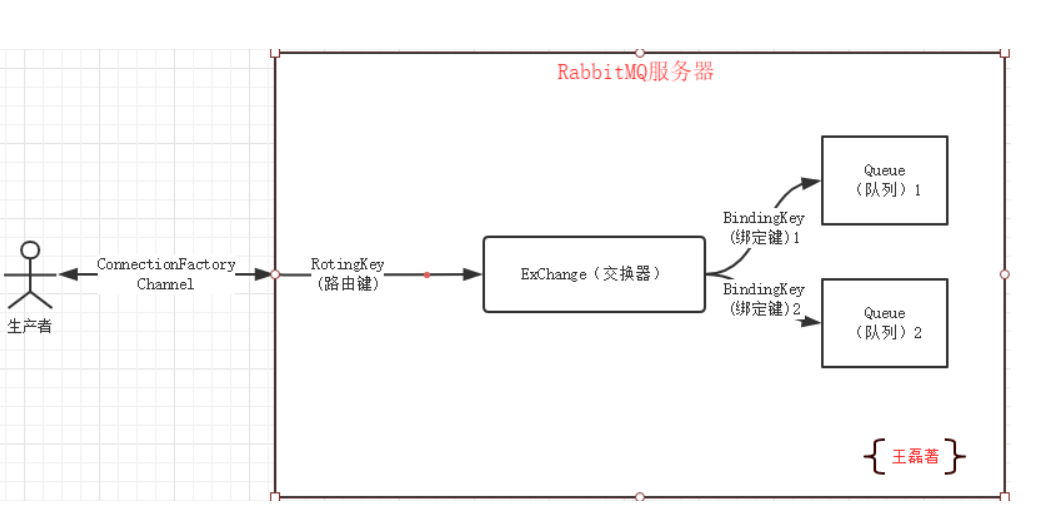 RabbitMQ服务器
Queue
(队列) 1
BindingKey
(绑定键)1
ConnectionFactory
Channel
RotingKey
(路由键)
ExChange（交换器）
BindingKey
(绑定键)2
Queue
(队列) 2
生产者
王磊著